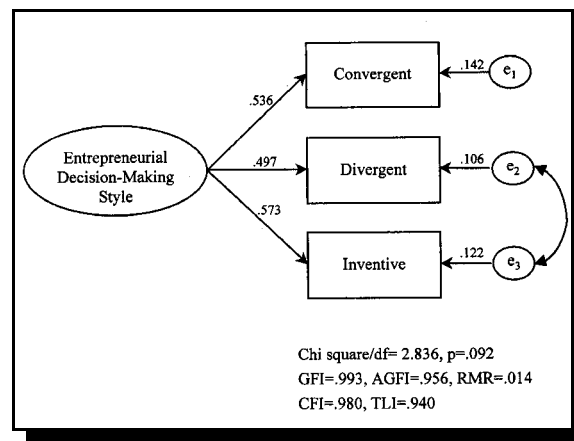 Convergent
.142
e1
.536
Entrepreneurial
Decision-Making
Style
.497
Divergent
.106
e2
.573
Inventive
.122
e3
Chi square/df= 2.836, p=.092
GFI=.993, AGFI=.956, RMR=.014
CFI=.980, TLI=.940